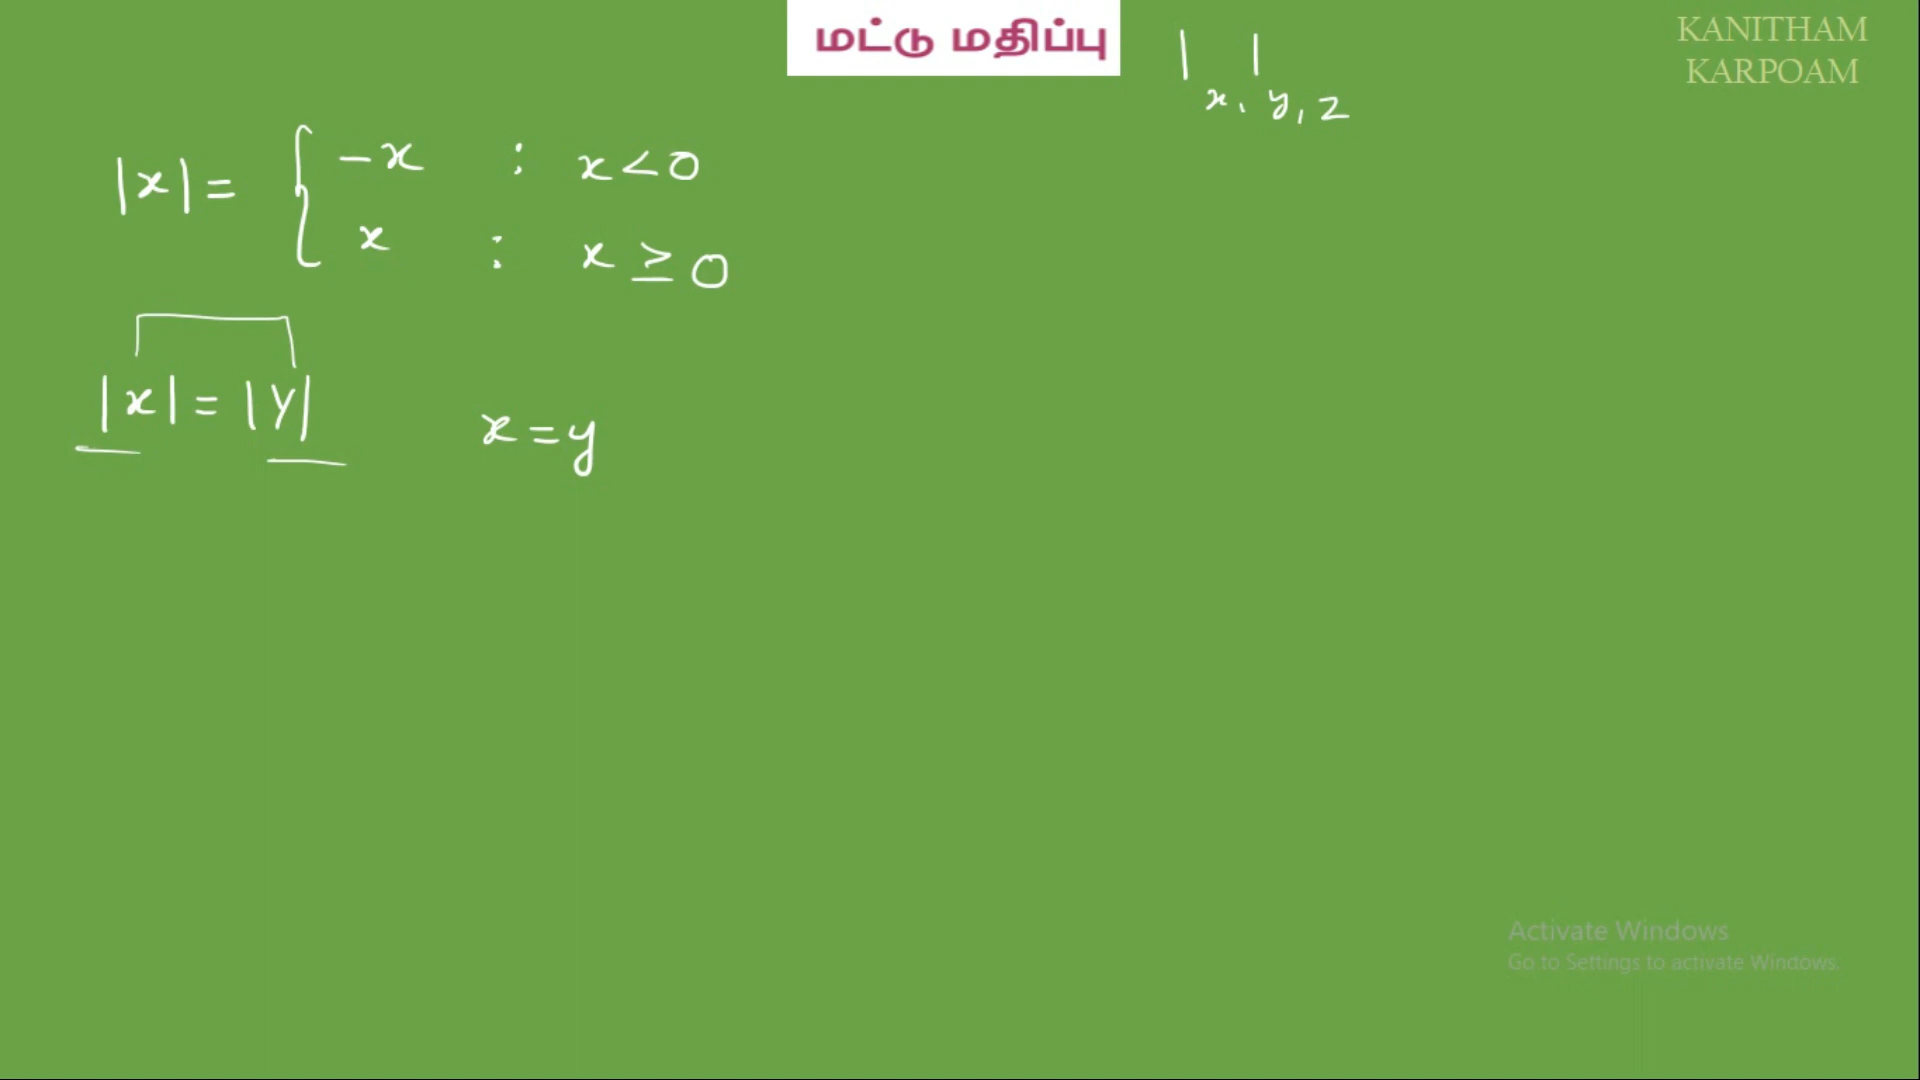 மட்டு மதிப்பு
| |
x, y, z
KANITHAM
KARPOAM
|x| = { -x : x < 0
x : x ≥ 0
|x| = |y| x = y
Activate Windows
Go to Settings to activate Windows.